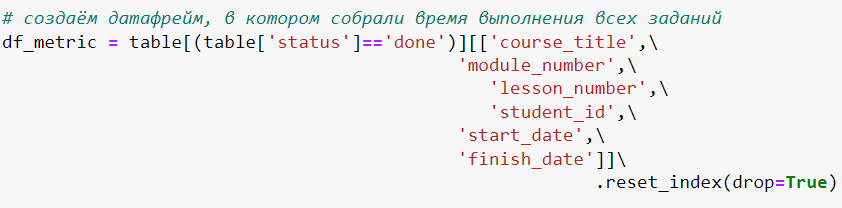 # создаём датафрейм, в котором собрали время выполнения всех заданий
df_metric = table[(table['status']=='done')][['course_title',\
'module_number',\
'lesson_number',\
'student_id',\
'start_date',\
'finish_date']]\
.reset_index(drop=True)